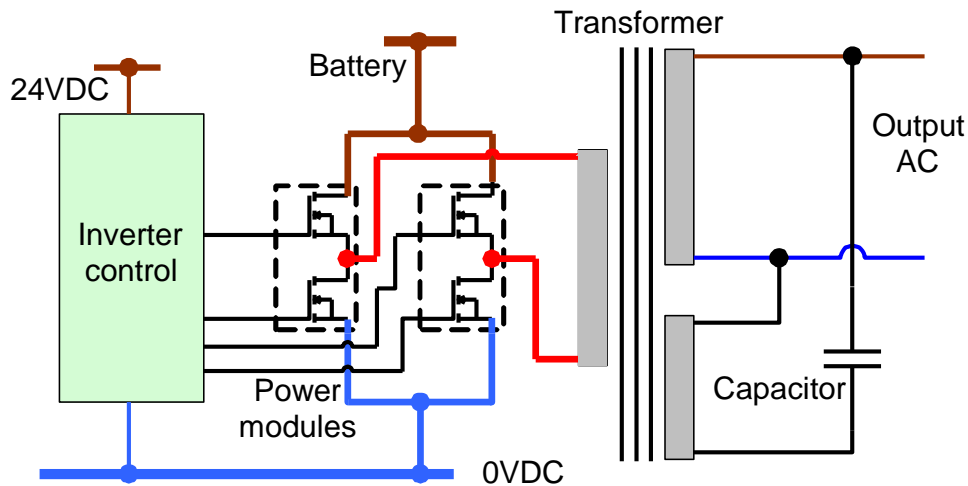 Transformer
Battery
24VDC
Output
AC
Inverter
control
Power
modules
Capacitor
0VDC